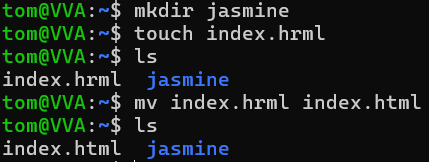 tom@VVA:~$ mkdir jasmine
tom@VVA:~$ touch index.hrml
tom@VVA:~$ ls
index.hrml  jasmine
tom@VVA:~$ mv index.hrml index.html
tom@VVA:~$ ls
index.html  jasmine